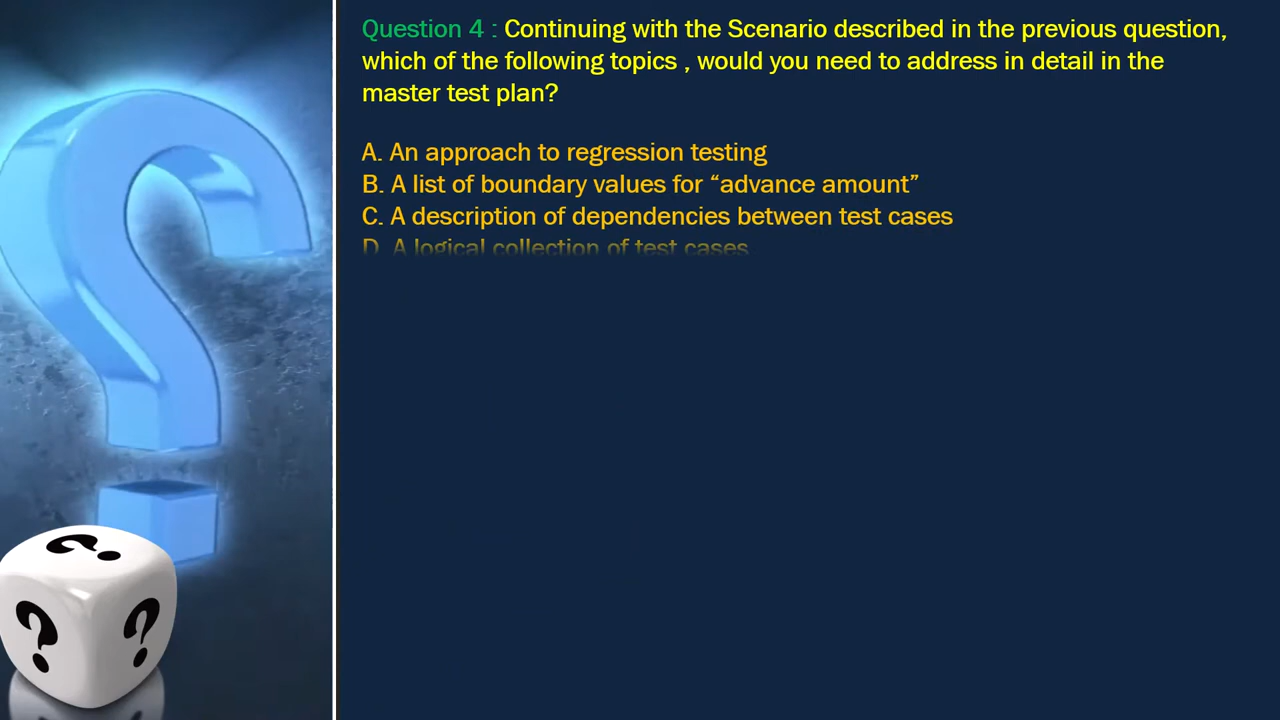 Question 4 : Continuing with the Scenario described in the previous question,
which of the following topics , would you need to address in detail in the
master test plan?
A. An approach to regression testing
B. A list of boundary values for “advance amount”
C. A description of dependencies between test cases
D. A logical collection of test cases